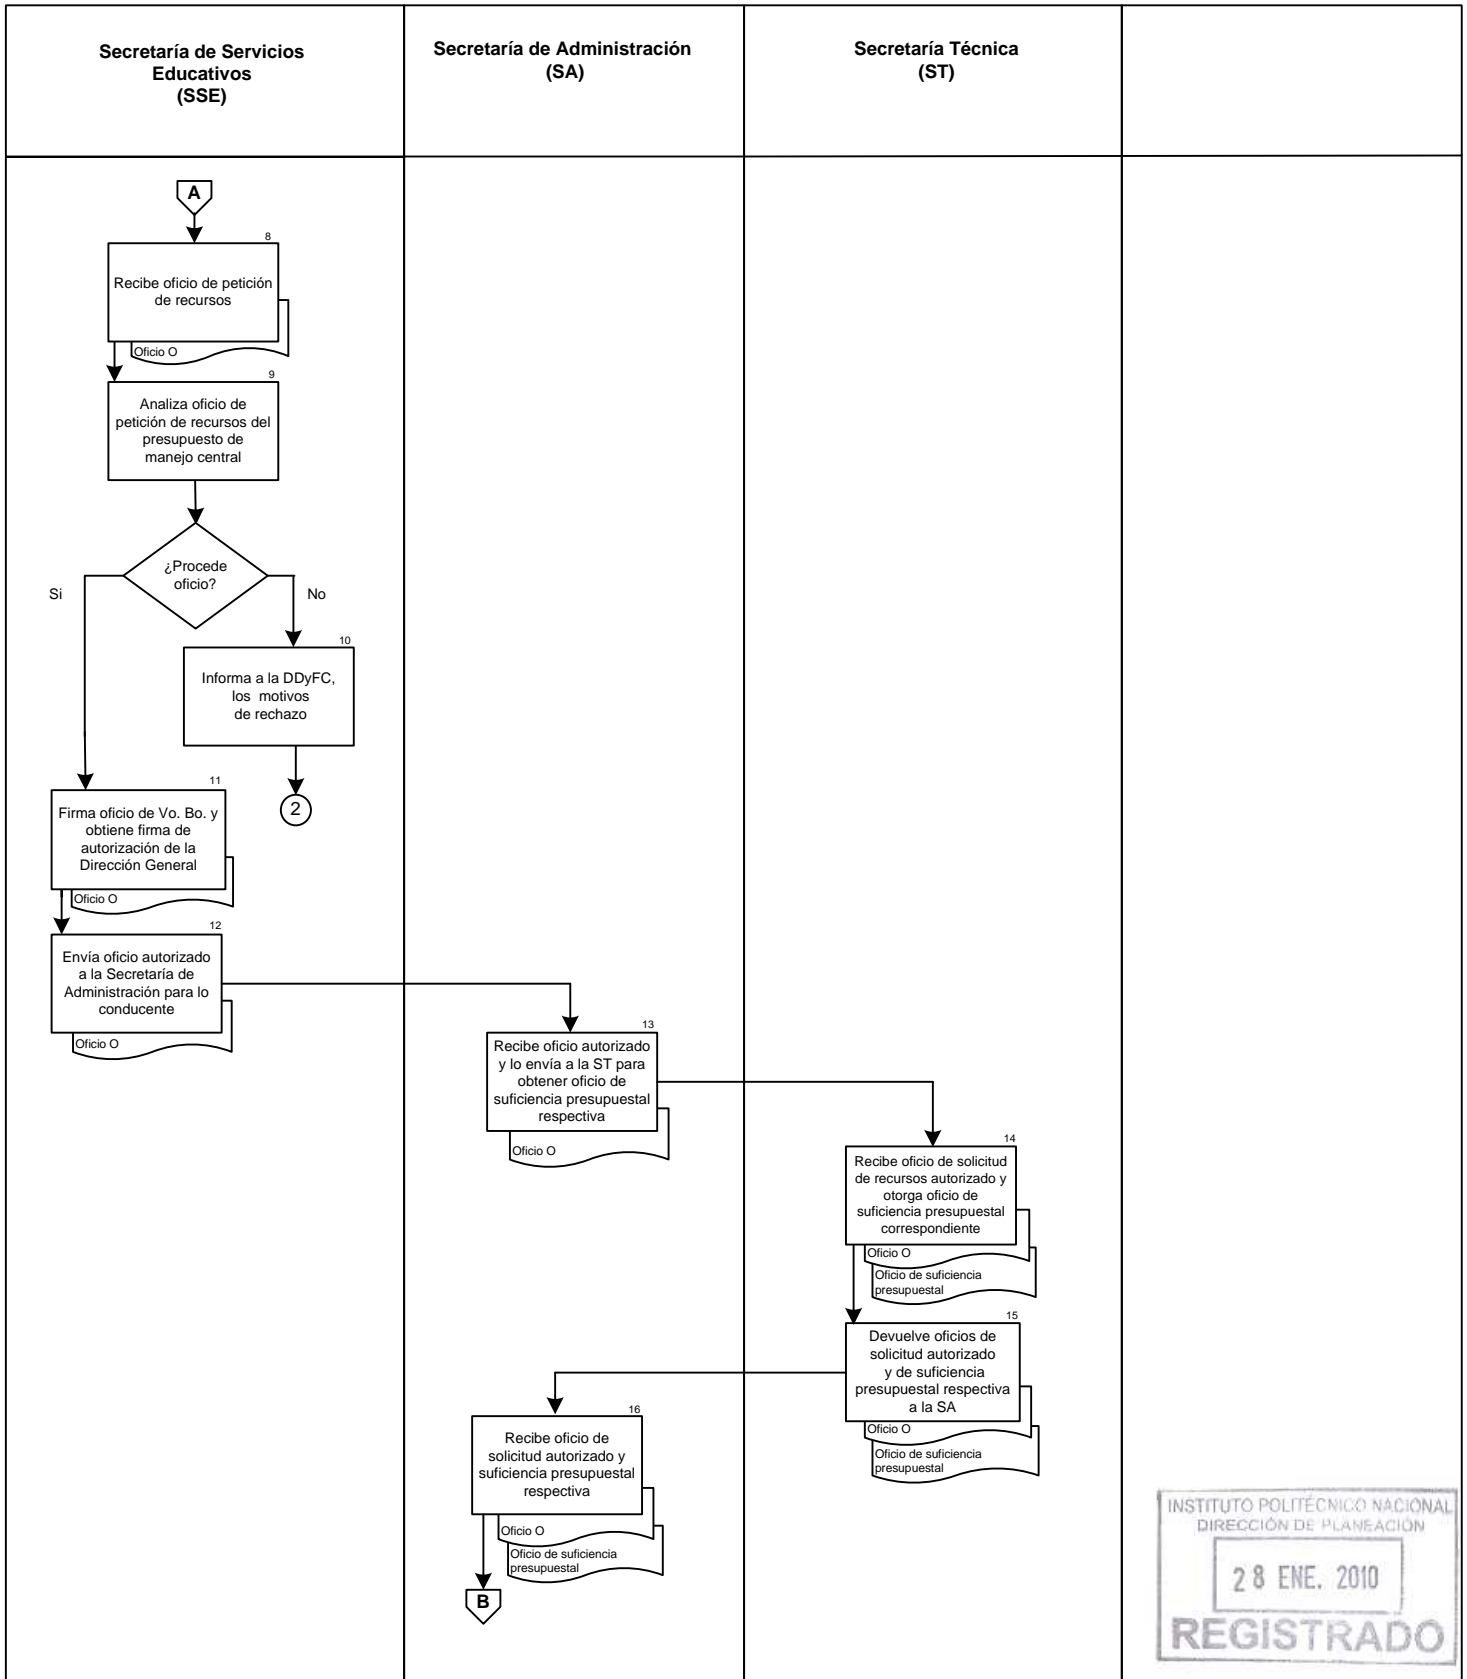 Secretaría de Servicios
Educativos
(SSE)
Secretaría de Administración
(SA)
Secretaría Técnica
(ST)
A
8
Recibe oficio de petición
de recursos
Oficio O
9
Analiza oficio de
petición de recursos del
presupuesto de
manejo central
¿Procede
oficio?
Si
No
10
Informa a la DDyFC,
los motivos
de rechazo
2
11
Firma oficio de Vo. Bo. y
obtiene firma de
autorización de la
Dirección General
Oficio O
12
Envía oficio autorizado
a la Secretaría de
Administración para lo
conducente
Oficio O
13
Recibe oficio autorizado
y lo envía a la ST para
obtener oficio de
suficiencia presupuestal
respectiva
Oficio O
14
Recibe oficio de solicitud
de recursos autorizado y
otorga oficio de
suficiencia presupuestal
correspondiente
Oficio O
Oficio de suficiencia
presupuestal
15
Devuelve oficios de
solicitud autorizado
y de suficiencia
presupuestal respectiva
a la SA
Oficio O
Oficio de suficiencia
presupuestal
16
Recibe oficio de
solicitud autorizado y
suficiencia presupuestal
respectiva
Oficio O
Oficio de suficiencia
presupuestal
B
INSTITUTO POLITÉCNICO NACIONAL
DIRECCIÓN DE PLANEACIÓN
28 ENE. 2010
REGISTRADO